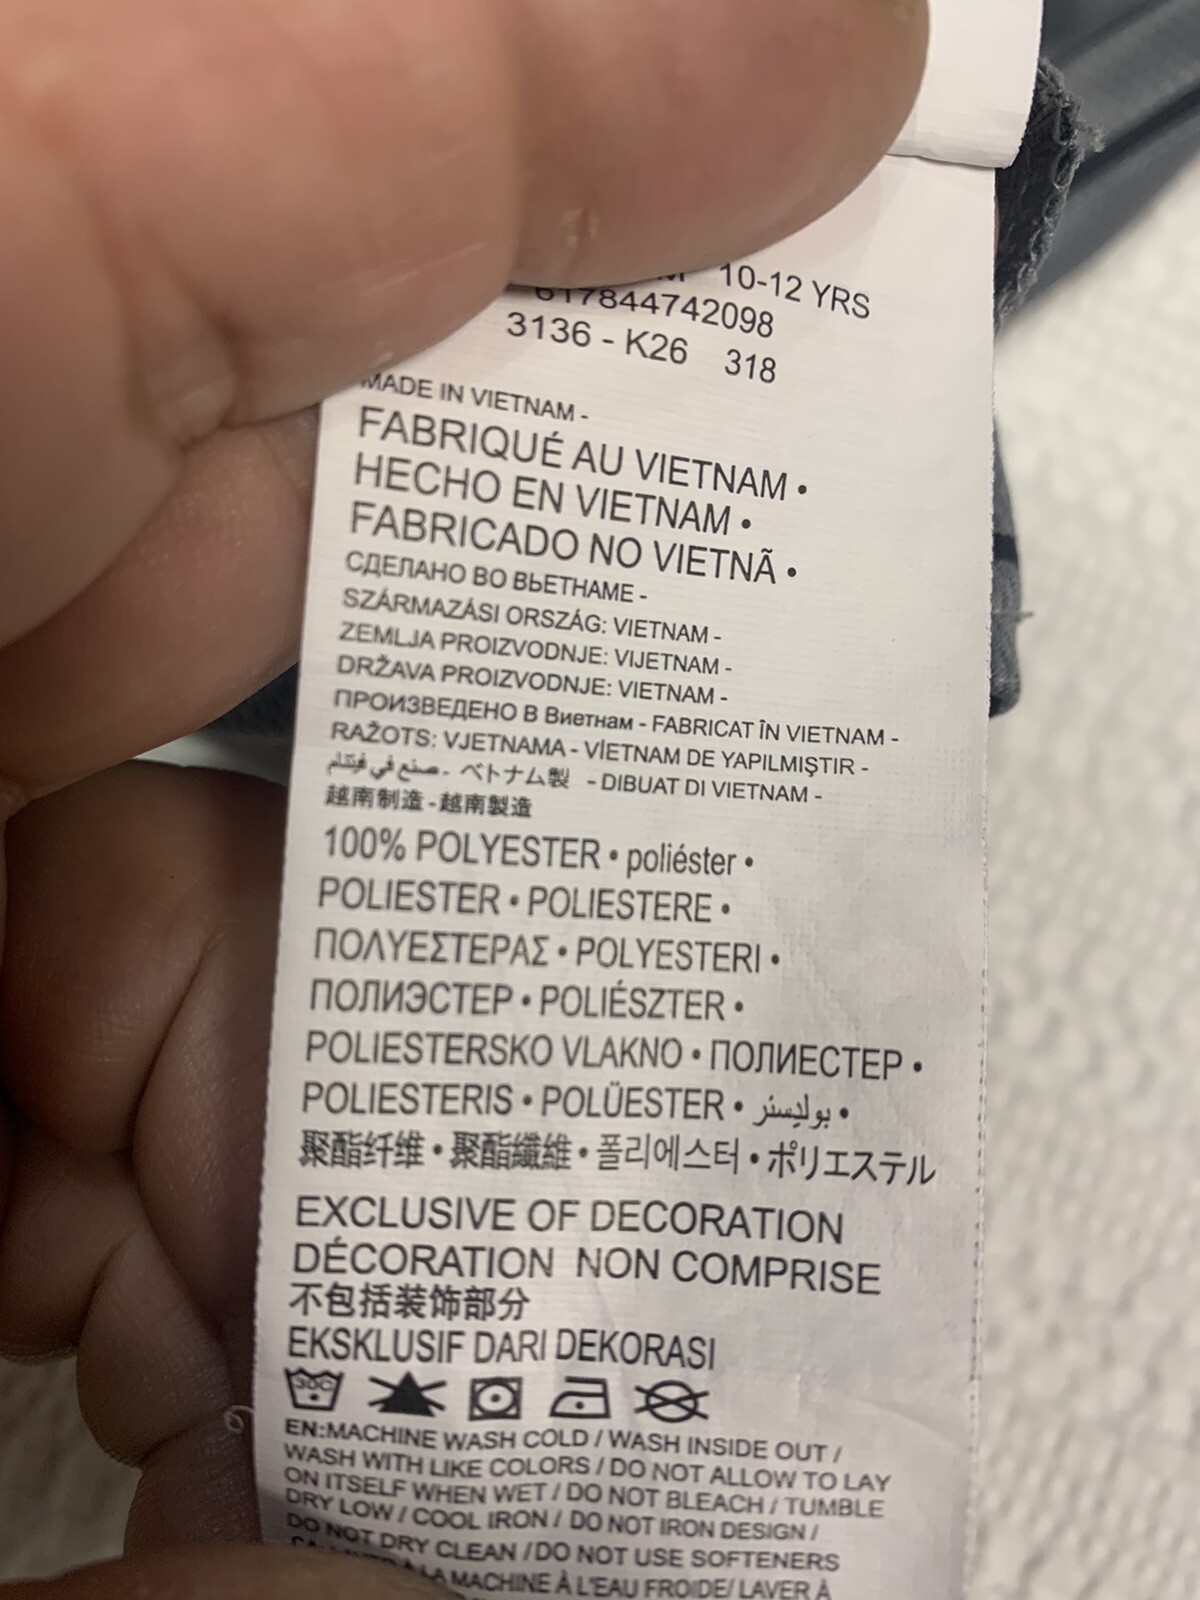 10-12 YRS
617844742098
3136 - K26 318
MADE IN VIETNAM -
FABRIQUÉ AU VIETNAM •
HECHO EN VIETNAM •
FABRICADO NO VIETNÃ •
СДЕЛАНО ВО ВЬЕТНАМЕ -
SZÁRMAZÁSI ORSZÁG: VIETNAM -
ZEMLJA PROIZVODNJE: VIJETNAM -
DRŽAVA PROIZVODNJE: VIETNAM -
ПРОИЗВЕДЕНО В Виетнам - FABRICAT ÎN VIETNAM -
RAŽOTS: VJETNAMA - VİETNAM DE YAPILMIŞTIR -
صنع في فيتنام - ベトナム製 - DIBUAT DI VIETNAM -
越南制造 - 越南製造
100% POLYESTER • poliéster •
POLIESTER • POLIESTERE •
ΠΟΛΥΕΣΤΕΡΑΣ • POLYESTERI •
ПОЛИЭСТЕР • POLIÉSZTER •
POLIESTERSKO VLAKNO • ПОЛИЕСТЕР •
POLIESTERIS • POLÜESTER • بوليستر •
聚酯纤维 • 聚酯纖維 • 폴리에스터 • ポリエステル
EXCLUSIVE OF DECORATION
DÉCORATION NON COMPRISE
不包括装饰部分
EKSKLUSIF DARI DEKORASI
30C
EN:MACHINE WASH COLD / WASH INSIDE OUT /
WASH WITH LIKE COLORS / DO NOT ALLOW TO LAY
ON ITSELF WHEN WET / DO NOT BLEACH / TUMBLE
DRY LOW / COOL IRON / DO NOT IRON DESIGN /
DO NOT DRY CLEAN / DO NOT USE SOFTENERS
À LA MACHINE À L'EAU FROIDE/ LAVER À